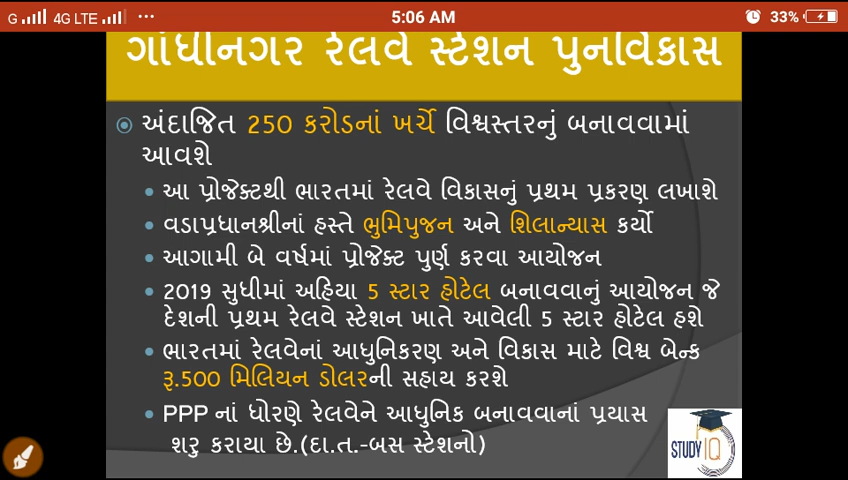 G 4G LTE ... 5:06 AM 33%
ગાંધીનગર રેલવે સ્ટેશન પુનર્વિકાસ
અંદાજિત 250 કરોડનાં ખર્ચે વિશ્વસ્તરનું બનાવવામાં
આવશે
આ પ્રોજેક્ટથી ભારતમાં રેલવે વિકાસનું પ્રથમ પ્રકરણ લખાશે
વડાપ્રધાનશ્રીનાં હસ્તે ભુમિપુજન અને શિલાન્યાસ કર્યો
આગામી બે વર્ષમાં પ્રોજેક્ટ પુર્ણ કરવા આયોજન
2019 સુધીમાં અહિયા 5 સ્ટાર હોટેલ બનાવવાનું આયોજન જે
દેશની પ્રથમ રેલવે સ્ટેશન ખાતે આવેલી 5 સ્ટાર હોટેલ હશે
ભારતમાં રેલવેનાં આધુનિકરણ અને વિકાસ માટે વિશ્વ બેન્ક
રૂ.500 મિલિયન ડોલરની સહાય કરશે
PPP નાં ધોરણે રેલવેને આધુનિક બનાવવાનાં પ્રયાસ
શરુ કરાયા છે.(દા.ત.-બસ સ્ટેશનો)
STUDY IQ